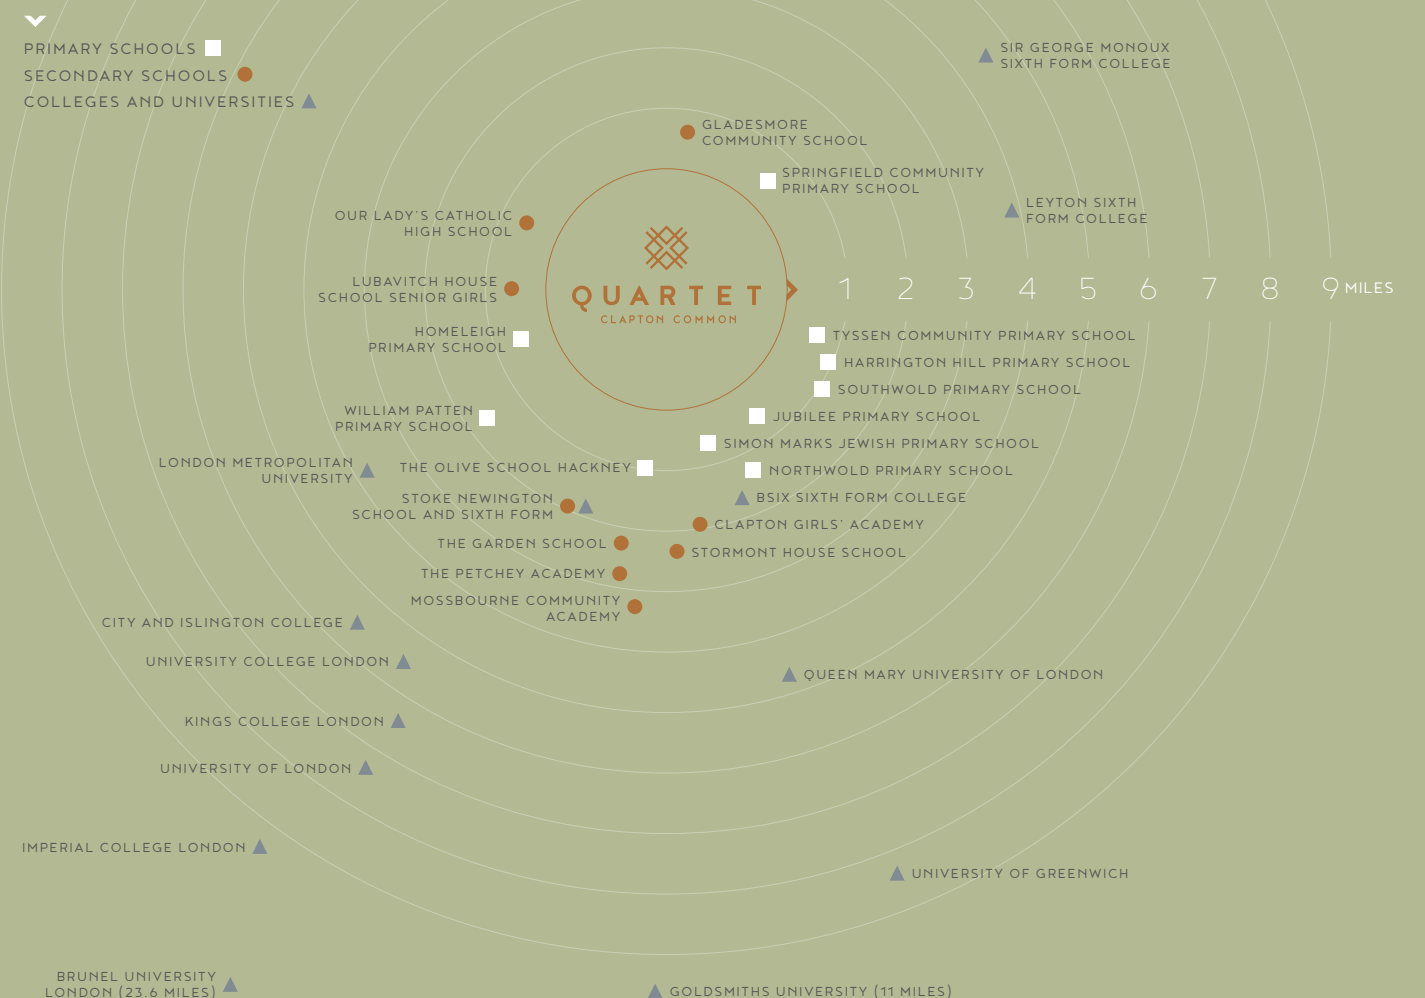 PRIMARY SCHOOLS
SECONDARY SCHOOLS
COLLEGES AND UNIVERSITIES
SIR GEORGE MONOUX
SIXTH FORM COLLEGE
GLADESMORE
COMMUNITY SCHOOL
SPRINGFIELD COMMUNITY
PRIMARY SCHOOL
LEYTON SIXTH
FORM COLLEGE
OUR LADY'S CATHOLIC
HIGH SCHOOL
LUBAVITCH HOUSE
SCHOOL SENIOR GIRLS
QUARTET
CLAPTON COMMON
1 2 3 4 5 6 7 8 9 MILES
HOMELEIGH
PRIMARY SCHOOL
TYSSEN COMMUNITY PRIMARY SCHOOL
HARRINGTON HILL PRIMARY SCHOOL
SOUTHWOLD PRIMARY SCHOOL
WILLIAM PATTEN
PRIMARY SCHOOL
JUBILEE PRIMARY SCHOOL
SIMON MARKS JEWISH PRIMARY SCHOOL
LONDON METROPOLITAN
UNIVERSITY
THE OLIVE SCHOOL HACKNEY
NORTHWOLD PRIMARY SCHOOL
STOKE NEWINGTON
SCHOOL AND SIXTH FORM
BSIX SIXTH FORM COLLEGE
CLAPTON GIRLS' ACADEMY
THE GARDEN SCHOOL
STORMONT HOUSE SCHOOL
THE PETCHEY ACADEMY
MOSSBOURNE COMMUNITY
ACADEMY
CITY AND ISLINGTON COLLEGE
UNIVERSITY COLLEGE LONDON
QUEEN MARY UNIVERSITY OF LONDON
KINGS COLLEGE LONDON
UNIVERSITY OF LONDON
IMPERIAL COLLEGE LONDON
UNIVERSITY OF GREENWICH
BRUNEL UNIVERSITY
LONDON (23.6 MILES)
GOLDSMITHS UNIVERSITY (11 MILES)